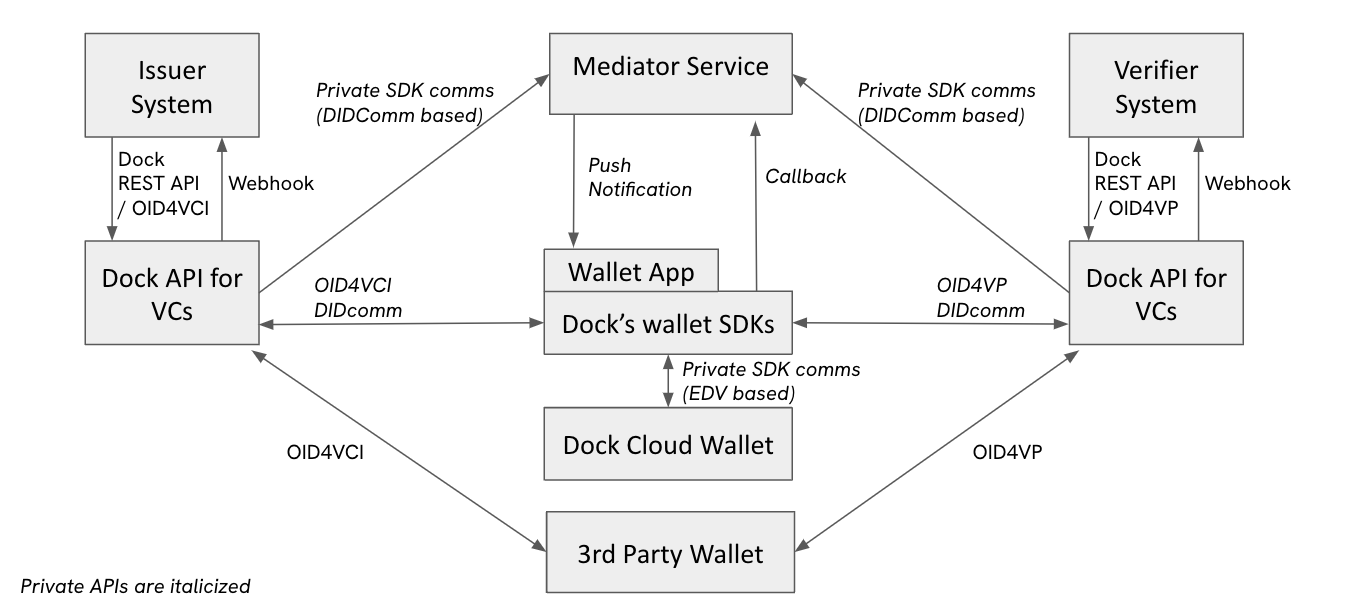 Issuer
System
Mediator Service
Verifier
System
Private SDK comms
(DIDComm based)
Private SDK comms
(DIDComm based)
Dock
REST API
/ OID4VCI
Webhook
Push
Notification
Callback
Dock
REST API
/ OID4VP
Webhook
Dock API for
VCs
Wallet App
Dock’s wallet SDKs
Dock API for
VCs
OID4VCI
DIDcomm
OID4VP
DIDcomm
Private SDK comms
(EDV based)
Dock Cloud Wallet
OID4VCI
OID4VP
3rd Party Wallet
Private APIs are italicized